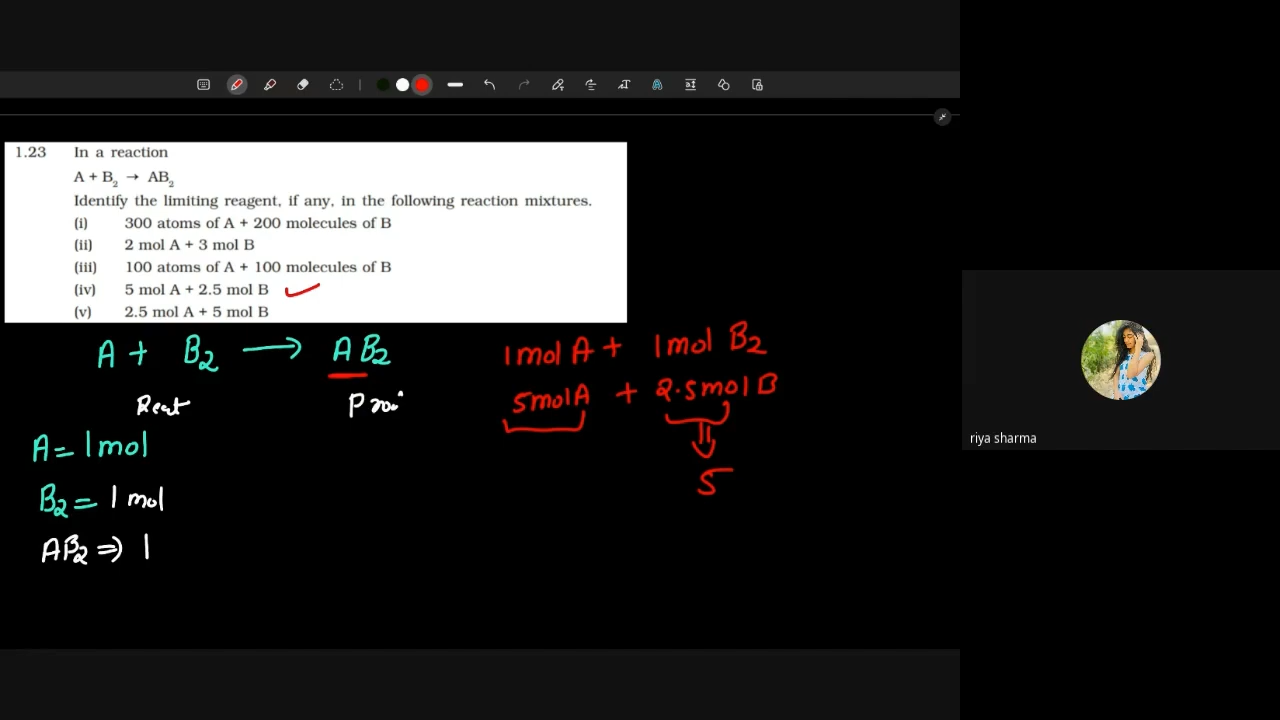 1.23 In a reaction
A + B₂ → AB₂
Identify the limiting reagent, if any, in the following reaction mixtures.
(i) 300 atoms of A + 200 molecules of B
(ii) 2 mol A + 3 mol B
(iii) 100 atoms of A + 100 molecules of B
(iv) 5 mol A + 2.5 mol B
(v) 2.5 mol A + 5 mol B
A + B₂ → AB₂
Reat
A = 1 mol
B₂ = 1 mol
AB₂ ⇒ 1
1 mol A + 1 mol B₂
5 mol A + 2.5 mol B
5
riya sharma